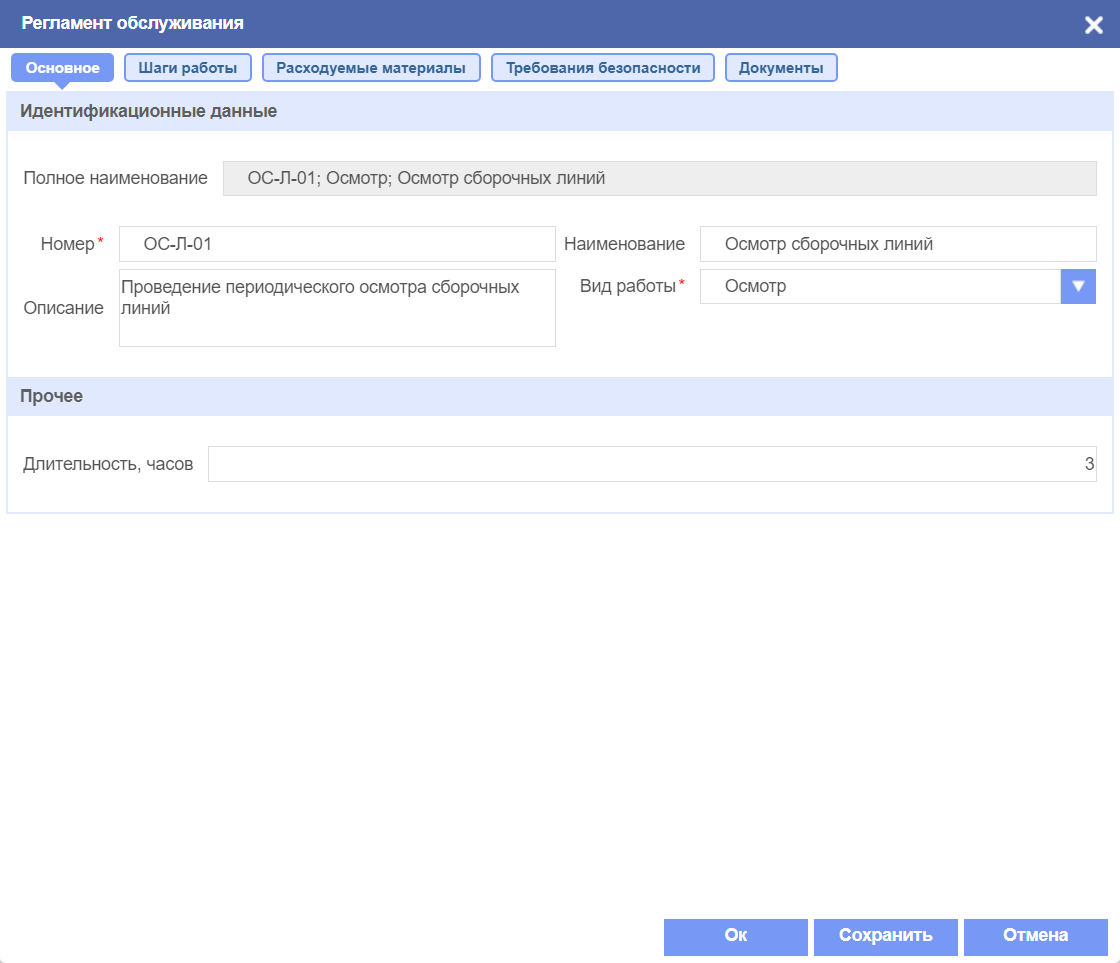 Регламент обслуживания
Основное Шаги работы Расходуемые материалы Требования безопасности Документы
Идентификационные данные
Полное наименование ОС-Л-01; Осмотр; Осмотр сборочных линий
Номер* ОС-Л-01 Наименование Осмотр сборочных линий
Описание Проведение периодического осмотра сборочных
линий
Вид работы* Осмотр
Прочее
Длительность, часов 3
Ок Сохранить Отмена